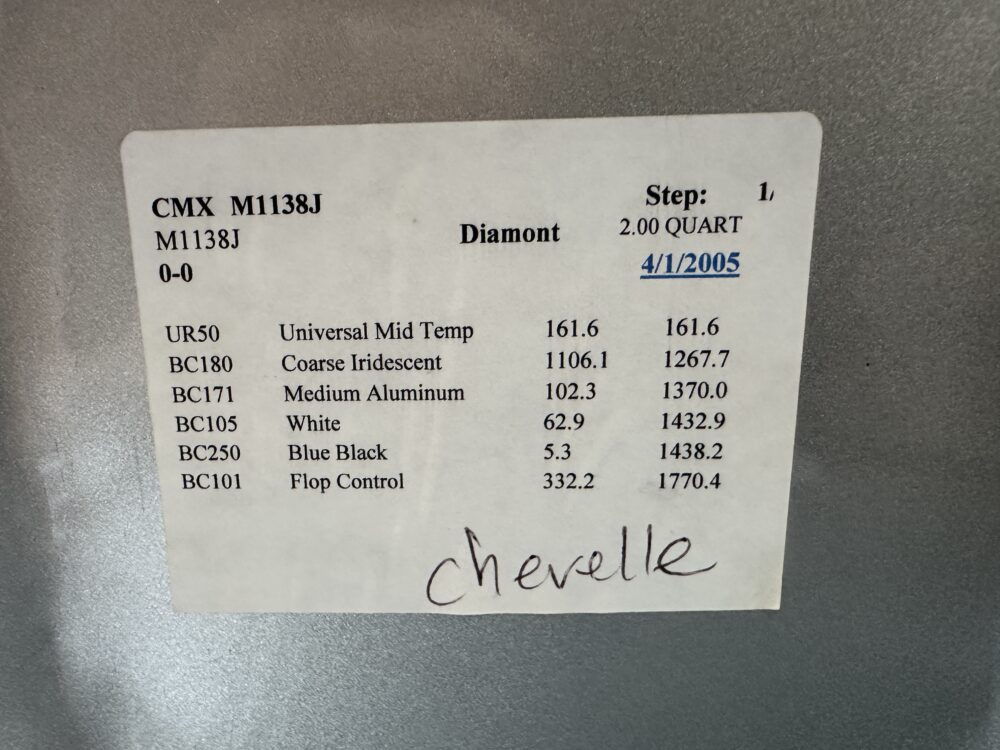 CMX M1138J Step: 1/
M1138J Diamont 2.00 QUART
0-0 4/1/2005
UR50 Universal Mid Temp 161.6 161.6
BC180 Coarse Iridescent 1106.1 1267.7
BC171 Medium Aluminum 102.3 1370.0
BC105 White 62.9 1432.9
BC250 Blue Black 5.3 1438.2
BC101 Flop Control 332.2 1770.4
chevelle